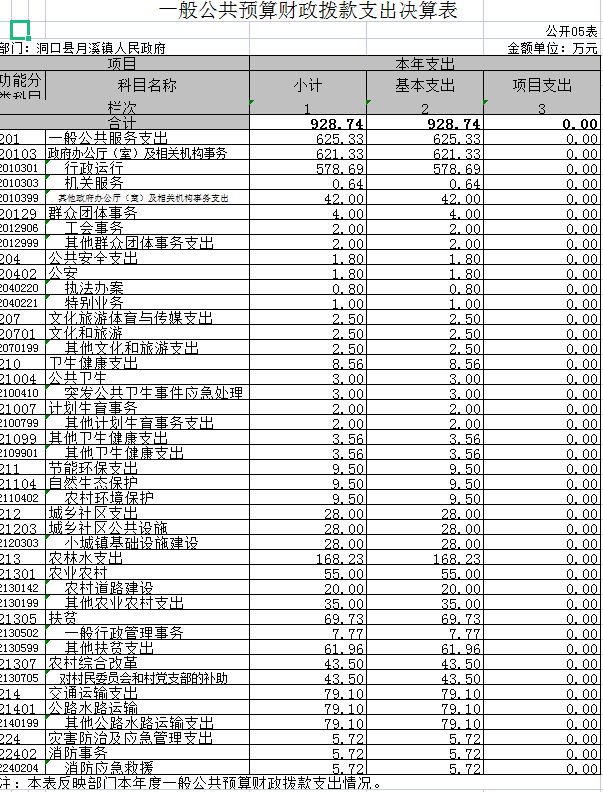 一般公共预算财政拨款支出决算表
公开05表
部门：洞口县月溪镇人民政府 金额单位：万元
项目 本年支出
功能分类科目 科目名称 小计 基本支出 项目支出
栏次 1 2 3
合计 928.74 928.74 0.00
201 一般公共服务支出 625.33 625.33 0.00
20103 政府办公厅（室）及相关机构事务 621.33 621.33 0.00
2010301 行政运行 578.69 578.69 0.00
2010303 机关服务 0.64 0.64 0.00
2010399 其他政府办公厅（室）及相关机构事务支出 42.00 42.00 0.00
20129 群众团体事务 4.00 4.00 0.00
2012906 工会事务 2.00 2.00 0.00
2012999 其他群众团体事务支出 2.00 2.00 0.00
204 公共安全支出 1.80 1.80 0.00
20402 公安 1.80 1.80 0.00
2040220 执法办案 0.80 0.80 0.00
2040221 特别业务 1.00 1.00 0.00
207 文化旅游体育与传媒支出 2.50 2.50 0.00
20701 文化和旅游 2.50 2.50 0.00
2070199 其他文化和旅游支出 2.50 2.50 0.00
210 卫生健康支出 8.56 8.56 0.00
21004 公共卫生 3.00 3.00 0.00
2100410 突发公共卫生事件应急处理 3.00 3.00 0.00
21007 计划生育事务 2.00 2.00 0.00
2100799 其他计划生育事务支出 2.00 2.00 0.00
21099 其他卫生健康支出 3.56 3.56 0.00
2109901 其他卫生健康支出 3.56 3.56 0.00
211 节能环保支出 9.50 9.50 0.00
21104 自然生态保护 9.50 9.50 0.00
2110402 农村环境保护 9.50 9.50 0.00
212 城乡社区支出 28.00 28.00 0.00
21203 城乡社区公共设施 28.00 28.00 0.00
2120303 小城镇基础设施建设 28.00 28.00 0.00
213 农林水支出 168.23 168.23 0.00
21301 农业农村 55.00 55.00 0.00
2130142 农村道路建设 20.00 20.00 0.00
2130199 其他农业农村支出 35.00 35.00 0.00
21305 扶贫 69.73 69.73 0.00
2130502 一般行政管理事务 7.77 7.77 0.00
2130599 其他扶贫支出 61.96 61.96 0.00
21307 农村综合改革 43.50 43.50 0.00
2130705 对村民委员会和村党支部的补助 43.50 43.50 0.00
214 交通运输支出 79.10 79.10 0.00
21401 公路水路运输 79.10 79.10 0.00
2140199 其他公路水路运输支出 79.10 79.10 0.00
224 灾害防治及应急管理支出 5.72 5.72 0.00
22402 消防事务 5.72 5.72 0.00
2240204 消防应急救援 5.72 5.72 0.00
注：本表反映部门本年度一般公共预算财政拨款支出情况。